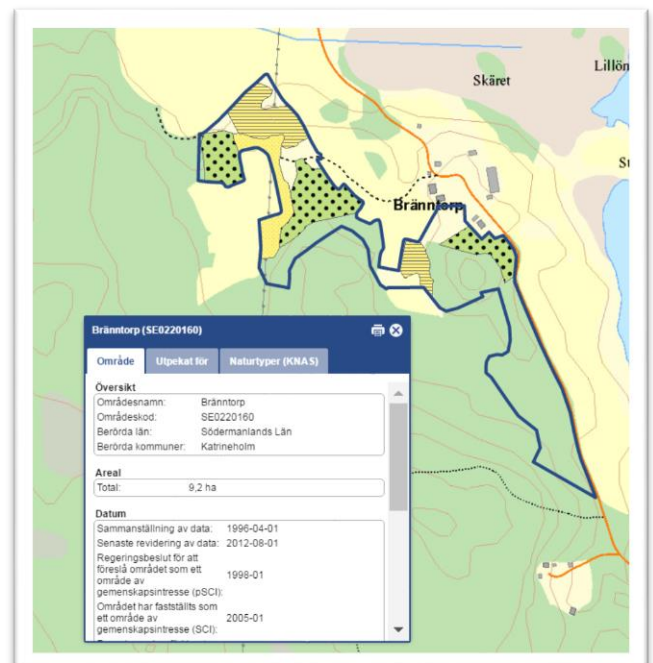 Skäret
Lillön
Bränntorp
Bränntorp (SE0220160)
Område Utpekat för Naturtyper (KNAS)
Översikt
Områdesnamn: Bränntorp
Områdeskod: SE0220160
Berörda län: Södermanlands Län
Berörda kommuner: Katrineholm
Areal
Total: 9,2 ha
Datum
Sammanställning av data: 1996-04-01
Senaste revidering av data: 2012-08-01
Regeringsbeslut för att
föreslå området som ett
område av 1998-01
gemenskapsintresse (pSCI):
Området har fastställts som
ett område av 2005-01
gemenskapsintresse (SCI):